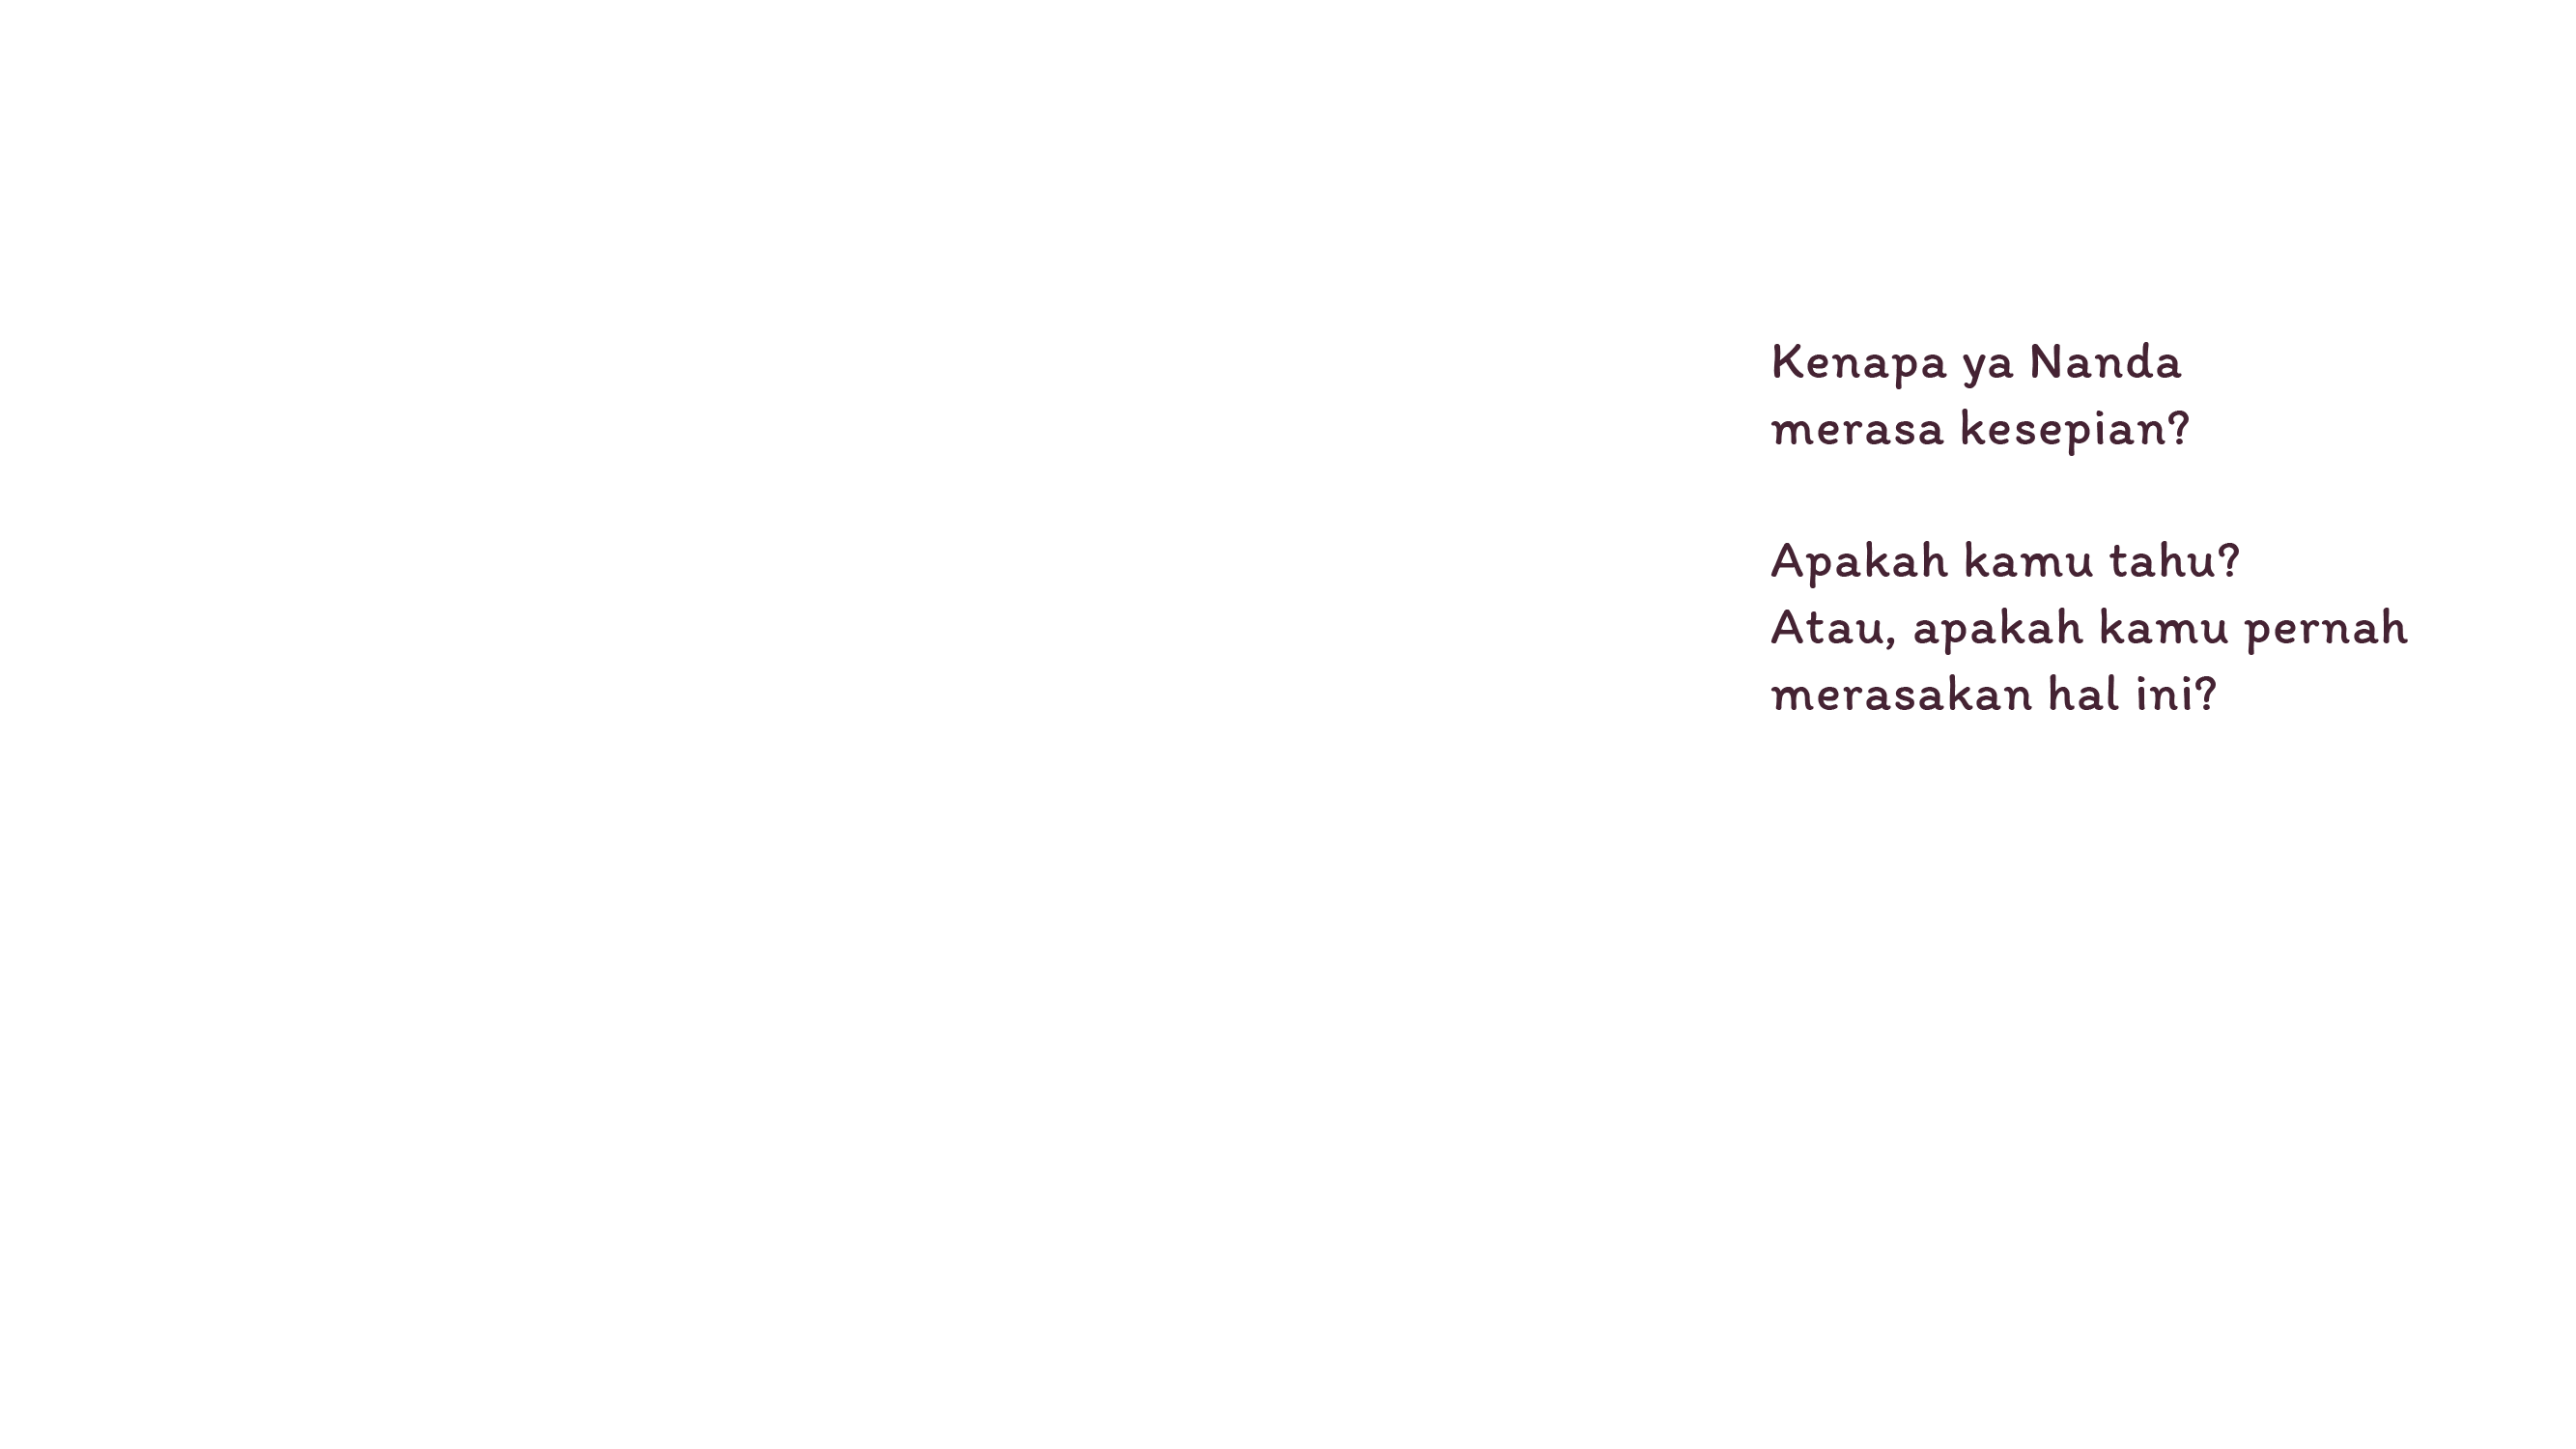 Kenapa ya Nanda
merasa kesepian?
Apakah kamu tahu?
Atau, apakah kamu pernah
merasakan hal ini?